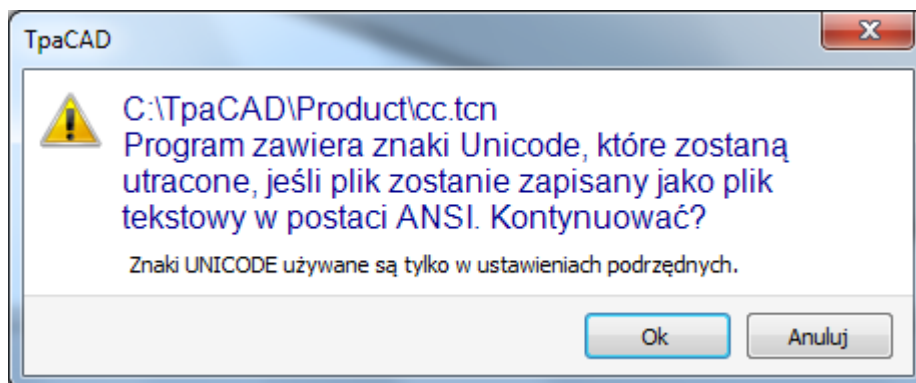 TpaCAD
C:\TpaCAD\Product\cc.tcn
Program zawiera znaki Unicode, które zostaną
utracone, jeśli plik zostanie zapisany jako plik
tekstowy w postaci ANSI. Kontynuować?
Znaki UNICODE używane są tylko w ustawieniach podrzędnych.
Ok
Anuluj